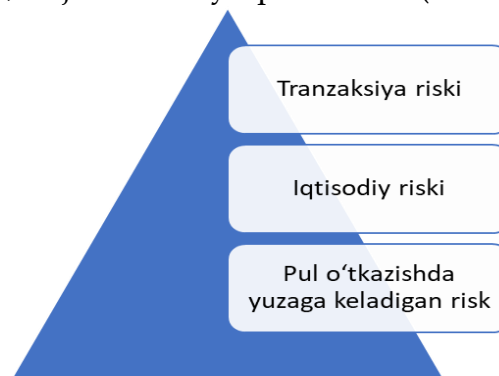 Tranzaksiya riski
Iqtisodiy riski
Pul o‘tkazishda
yuzaga keladigan risk